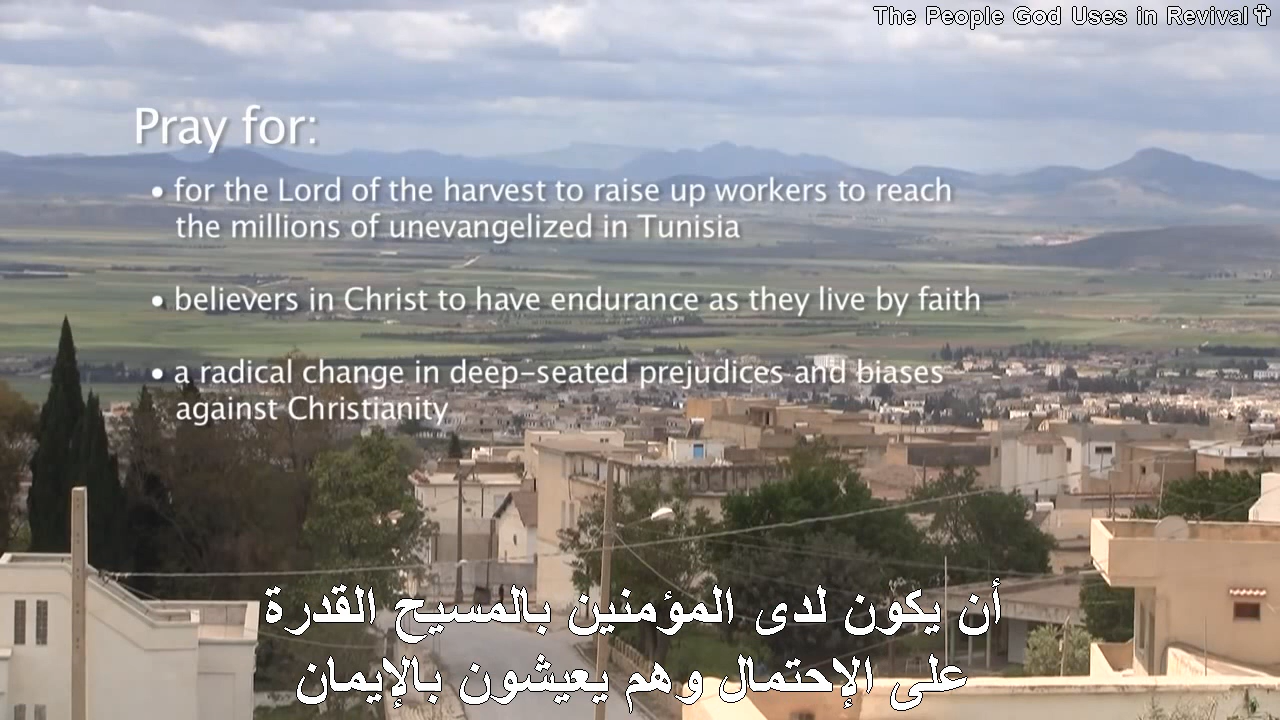 The People God Uses in Revival✞
Pray for:
• for the Lord of the harvest to raise up workers to reach
the millions of unevangelized in Tunisia
• believers in Christ to have endurance as they live by faith
• a radical change in deep-seated prejudices and biases
against Christianity
أن يكون لدى المؤمنين بالمسيح القدرة
على الإحتمال وهم يعيشون بالإيمان